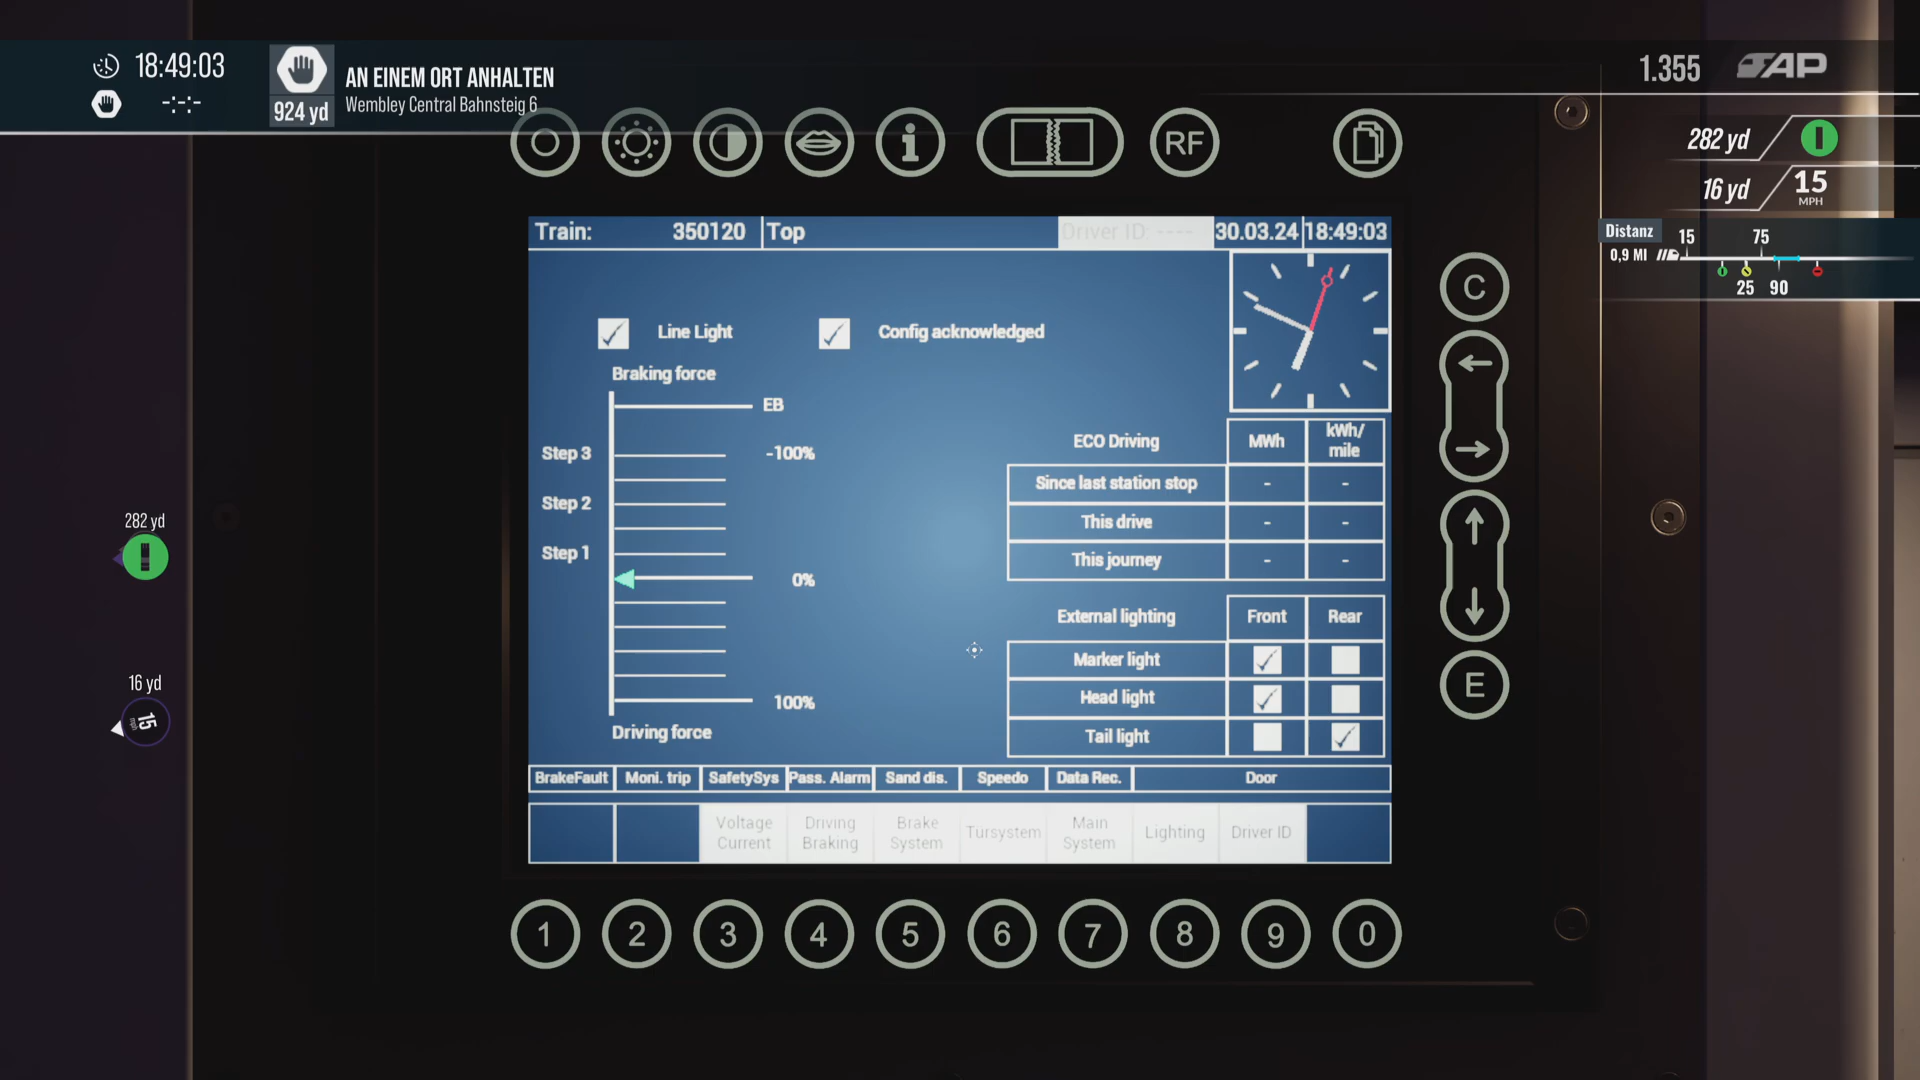 18:49:03
-:-:-
924 yd
AN EINEM ORT ANHALTEN
Wembley Central Bahnsteig 6
1.355
AP
282 yd
16 yd
15
MPH
Distanz
0,9 MI
15
75
25
90
RF
C
E
Train:
350120
Top
Driver ID: ----
30.03.24
18:49:03
Line Light
Config acknowledged
Braking force
EB
Step 3
-100%
Step 2
Step 1
0%
100%
Driving force
ECO Driving
MWh
kWh/
mile
Since last station stop
-
-
This drive
-
-
This journey
-
-
External lighting
Front
Rear
Marker light
Head light
Tail light
BrakeFault
Moni. trip
SafetySys
Pass. Alarm
Sand dis.
Speedo
Data Rec.
Door
Voltage
Current
Driving
Braking
Brake
System
Türsystem
Main
System
Lighting
Driver ID
1
2
3
4
5
6
7
8
9
0
282 yd
16 yd
15
mph